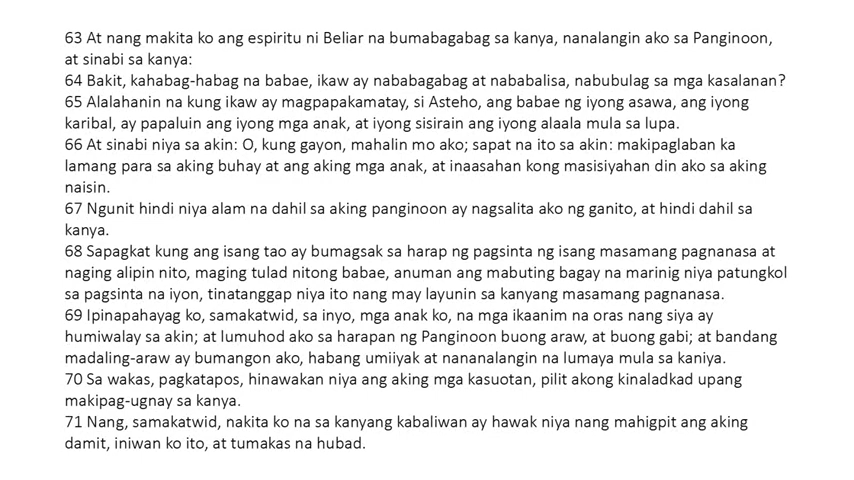 63 At nang makita ko ang espiritu ni Beliar na bumabagabag sa kanya, nanalangin ako sa Panginoon,
at sinabi sa kanya:
64 Bakit, kahabag-habag na babae, ikaw ay nababagabag at nababalisa, nabubulag sa mga kasalanan?
65 Alalahanin na kung ikaw ay magpapakamatay, si Asteho, ang babae ng iyong asawa, ang iyong
karibal, ay papaluin ang iyong mga anak, at iyong sisirain ang iyong alaala mula sa lupa.
66 At sinabi niya sa akin: O, kung gayon, mahalin mo ako; sapat na ito sa akin: makipaglaban ka
lamang para sa aking buhay at ang aking mga anak, at inaasahan kong masisiyahan din ako sa aking
naisin.
67 Ngunit hindi niya alam na dahil sa aking panginoon ay nagsalita ako ng ganito, at hindi dahil sa
kanya.
68 Sapagkat kung ang isang tao ay bumagsak sa harap ng pagsinta ng isang masamang pagnanasa at
naging alipin nito, maging tulad nitong babae, anuman ang mabuting bagay na marinig niya patungkol
sa pagsinta na iyon, tinatanggap niya ito nang may layunin sa kanyang masamang pagnanasa.
69 Ipinapahayag ko, samakatwid, sa inyo, mga anak ko, na mga ikaanim na oras nang siya ay
humiwalay sa akin; at lumuhod ako sa harapan ng Panginoon buong araw, at buong gabi; at bandang
madaling-araw ay bumangon ako, habang umiiyak at nananalangin na lumaya mula sa kaniya.
70 Sa wakas, pagkatapos, hinawakan niya ang aking mga kasuotan, pilit akong kinaladkad upang
makipag-ugnay sa kanya.
71 Nang, samakatwid, nakita ko na sa kanyang kabaliwan ay hawak niya nang mahigpit ang aking
damit, iniwan ko ito, at tumakas na hubad.